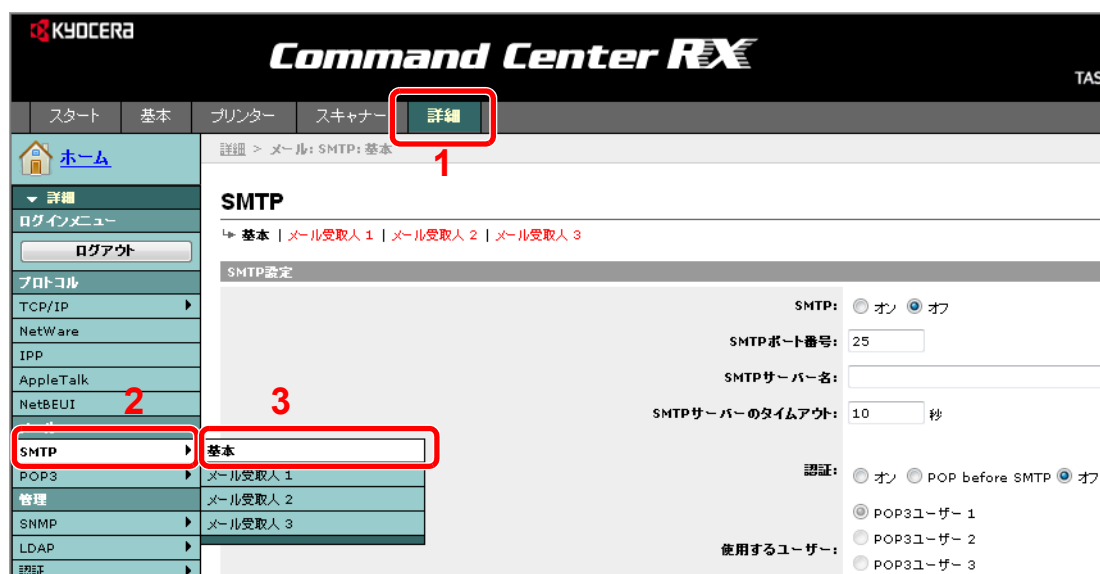 KYOCERA
Command Center RX
TAS
スタート 基本 プリンター スキャナー 詳細
1
ホーム
詳細 > メール: SMTP: 基本
▼ 詳細
ログインメニュー
ログアウト
プロトコル
TCP/IP
NetWare
IPP
AppleTalk
NetBEUI
2
SMTP
POP3
管理
SNMP
LDAP
認証
3
基本
メール受取人 1
メール受取人 2
メール受取人 3
SMTP
基本 | メール受取人 1 | メール受取人 2 | メール受取人 3
SMTP設定
SMTP: オン オフ
SMTPポート番号: 25
SMTPサーバー名:
SMTPサーバーのタイムアウト: 10 秒
認証: オン POP before SMTP オフ
使用するユーザー:
POP3ユーザー 1
POP3ユーザー 2
POP3ユーザー 3